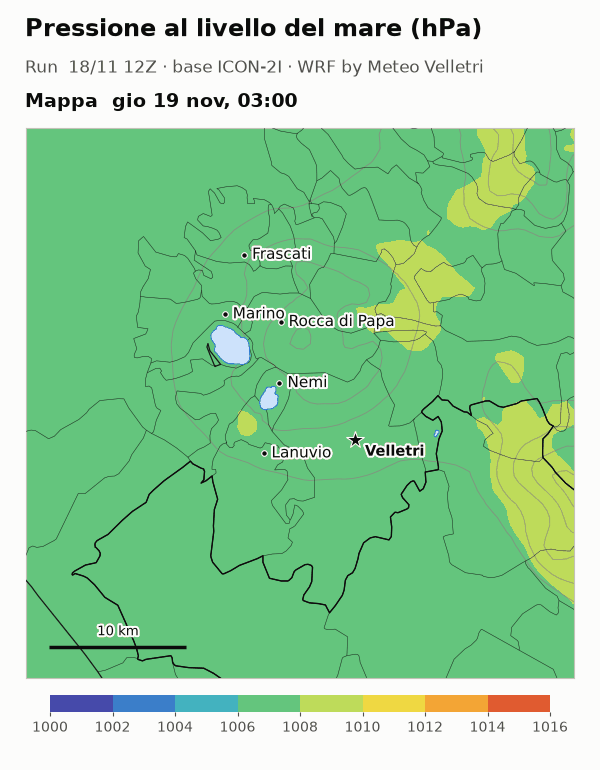 Pressione al livello del mare (hPa)
Run  18/11 12Z · base ICON-2I · WRF by Meteo Velletri
Mappa  gio 19 nov, 03:00
Frascati
Marino
Rocca di Papa
Nemi
Velletri
Lanuvio
10 km
1000 1002 1004 1006 1008 1010 1012 1014 1016